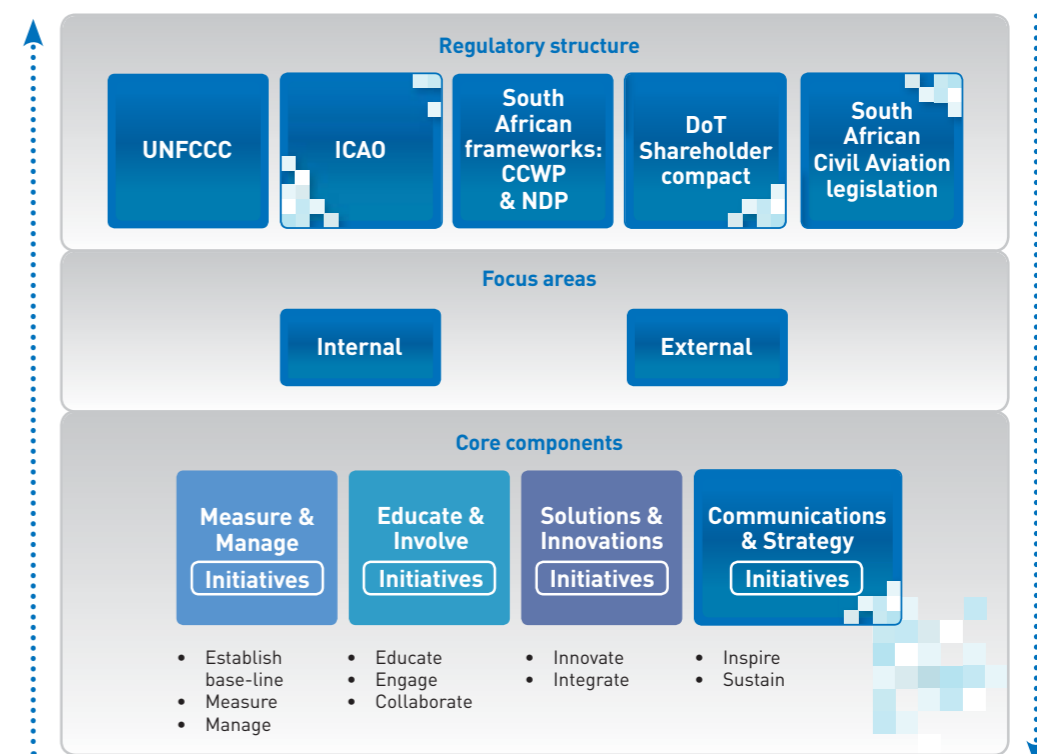 Regulatory structure
UNFCCC
ICAO
South
African
frameworks:
CCWP
& NDP
DoT
Shareholder
compact
South
African
Civil Aviation
legislation
Focus areas
Internal
External
Core components
Measure &
Manage
Initiatives
Educate &
Involve
Initiatives
Solutions &
Innovations
Initiatives
Communications
& Strategy
Initiatives
• Establish
base-line
• Measure
• Manage
• Educate
• Engage
• Collaborate
• Innovate
• Integrate
• Inspire
• Sustain